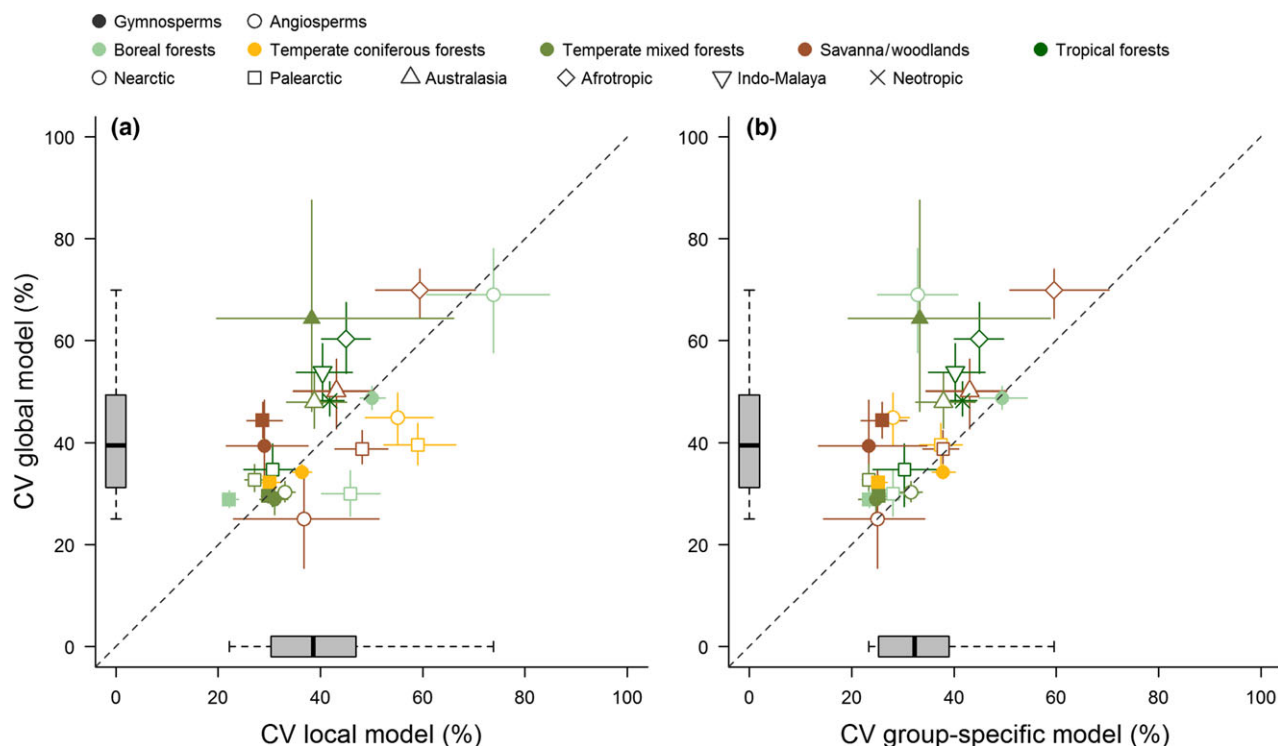 Gymnosperms Angiosperms
Boreal forests Temperate coniferous forests Temperate mixed forests Savanna/woodlands Tropical forests
Nearctic Palearctic Australasia Afrotropic Indo-Malaya Neotropic
(a)
100
80
60
40
20
0
CV global model (%)
0 20 40 60 80 100
CV local model (%)
(b)
100
80
60
40
20
0
0 20 40 60 80 100
CV group-specific model (%)